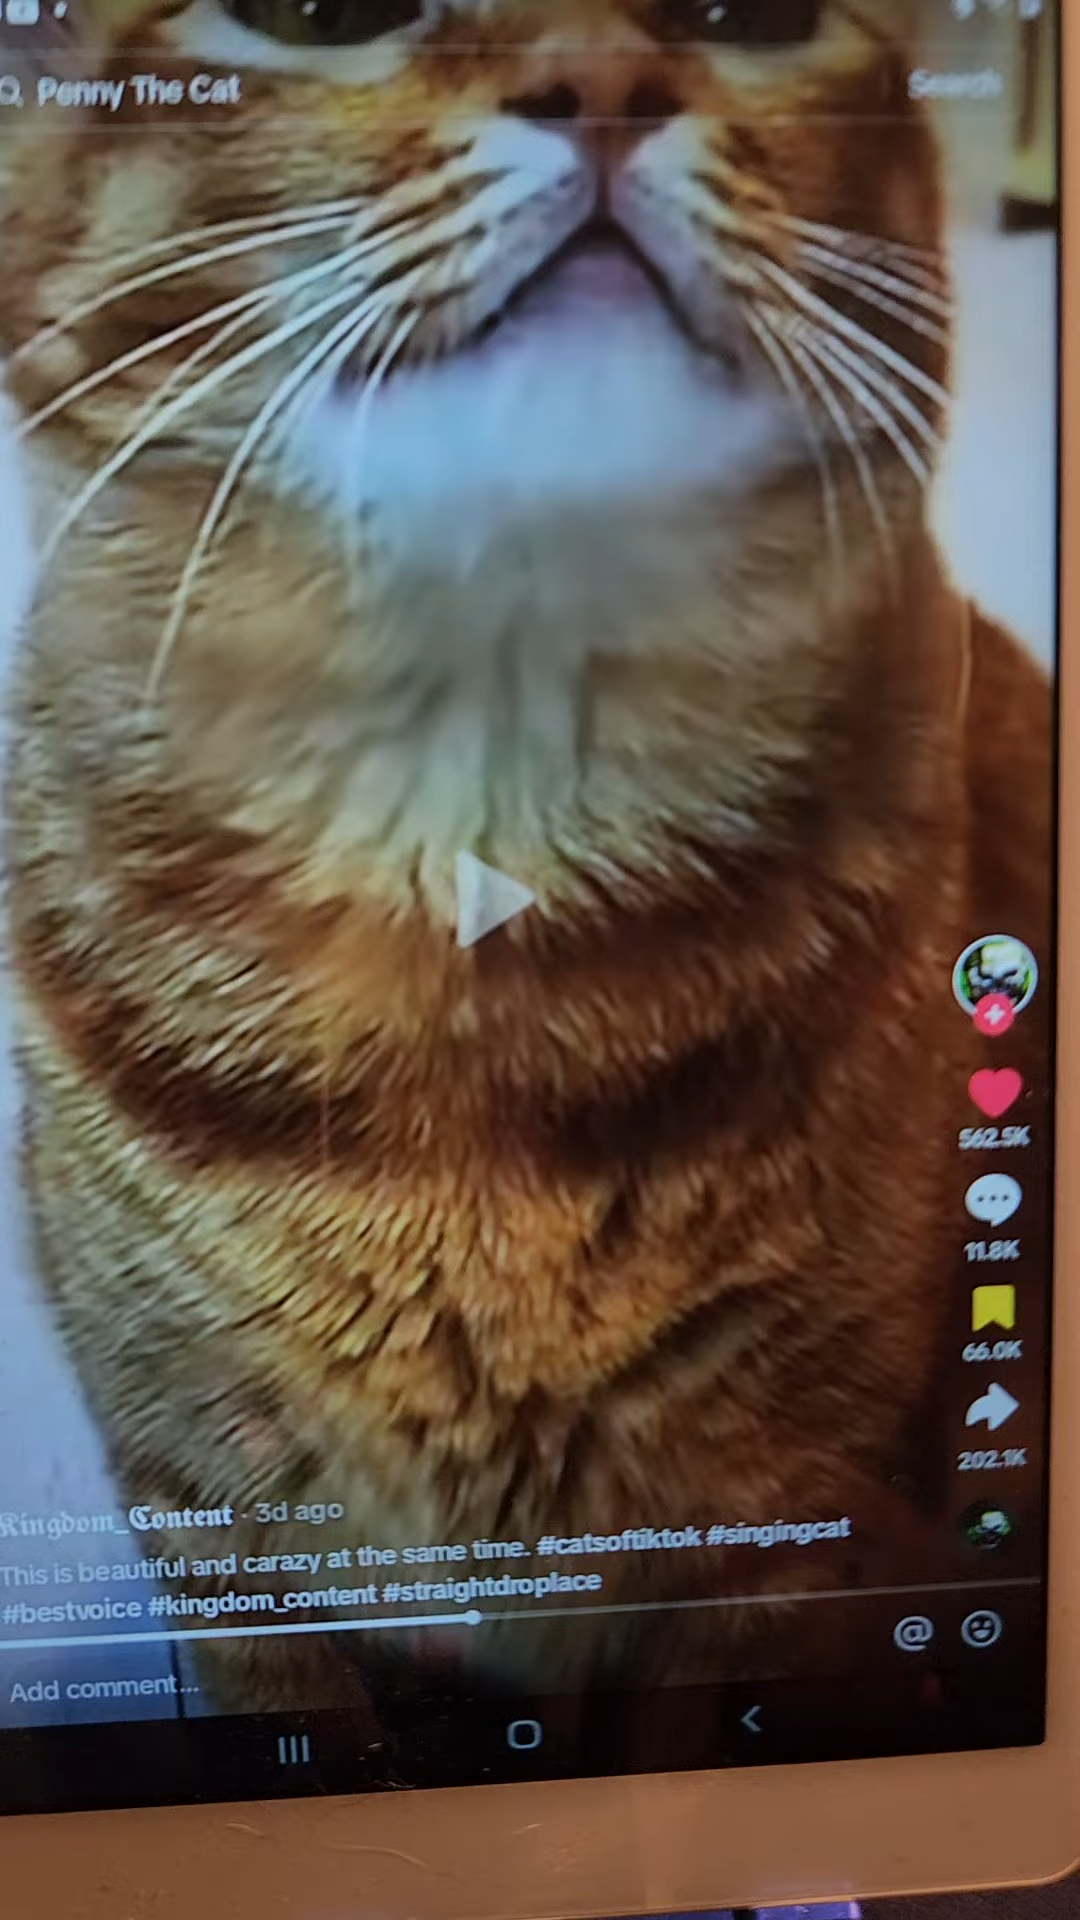 Penny The Cat
Search
562.5K
11.8K
66.0K
202.1K
Kingdom_Content · 3d ago
This is beautiful and carazy at the same time. #catsoftiktok #singingcat
#bestvoice #kingdom_content #straightdroplace
Add comment...